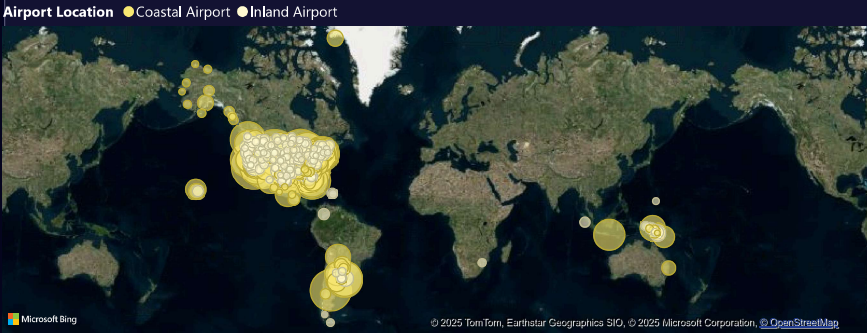 Airport Location Coastal Airport Inland Airport
Microsoft Bing
© 2025 TomTom, Earthstar Geographics SIO, © 2025 Microsoft Corporation, © OpenStreetMap